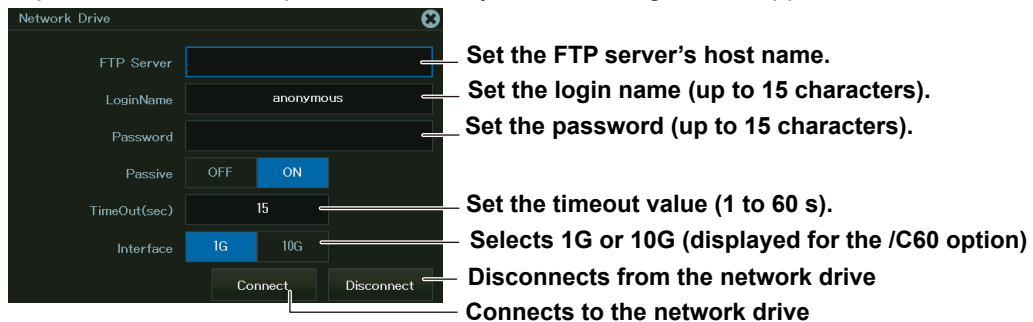 Network Drive
FTP Server
Set the FTP server's host name.
LoginName anonymous
Set the login name (up to 15 characters).
Password
Set the password (up to 15 characters).
Passive OFF ON
TimeOut(sec) 15
Set the timeout value (1 to 60 s).
Interface 1G 10G
Selects 1G or 10G (displayed for the /C60 option)
Connect Disconnect
Disconnects from the network drive
Connects to the network drive